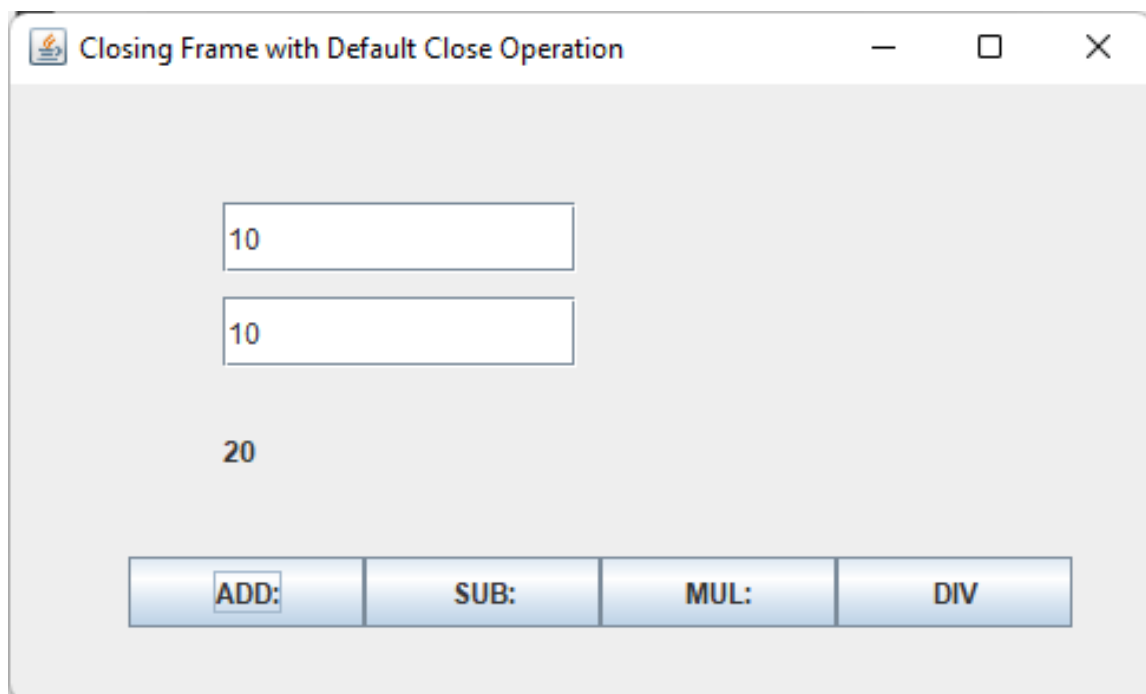 Closing Frame with Default Close Operation
10
10
20
ADD: SUB: MUL: DIV